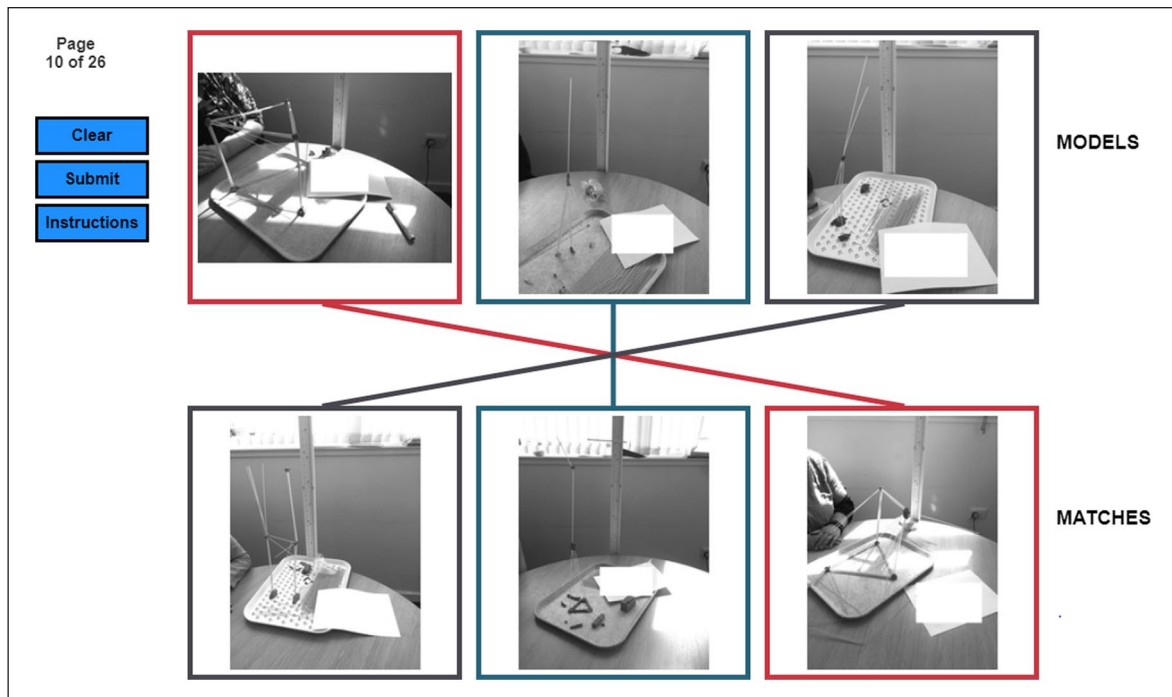 Page
10 of 26
Clear
Submit
Instructions
MODELS
MATCHES